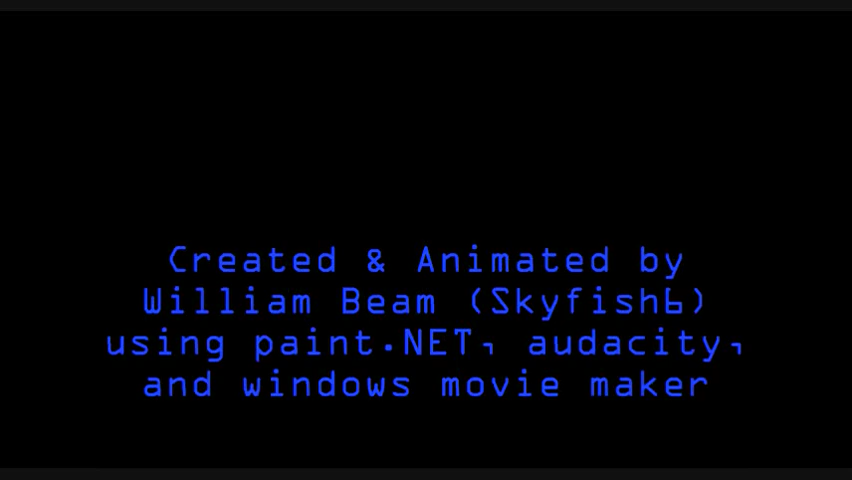 Created & Animated by
William Beam (Skyfish6)
using paint.NET, audacity,
and windows movie maker